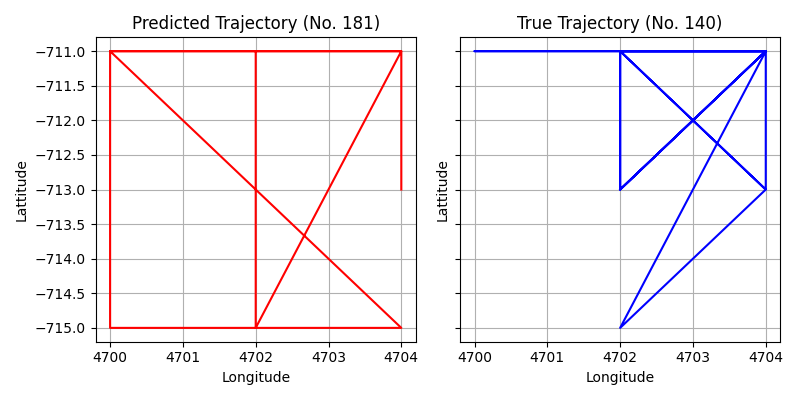 Predicted Trajectory (No. 181)
True Trajectory (No. 140)
Lattitude
−711.0
−711.5
−712.0
−712.5
−713.0
−713.5
−714.0
−714.5
−715.0
4700 4701 4702 4703 4704
Longitude
Lattitude
4700 4701 4702 4703 4704
Longitude